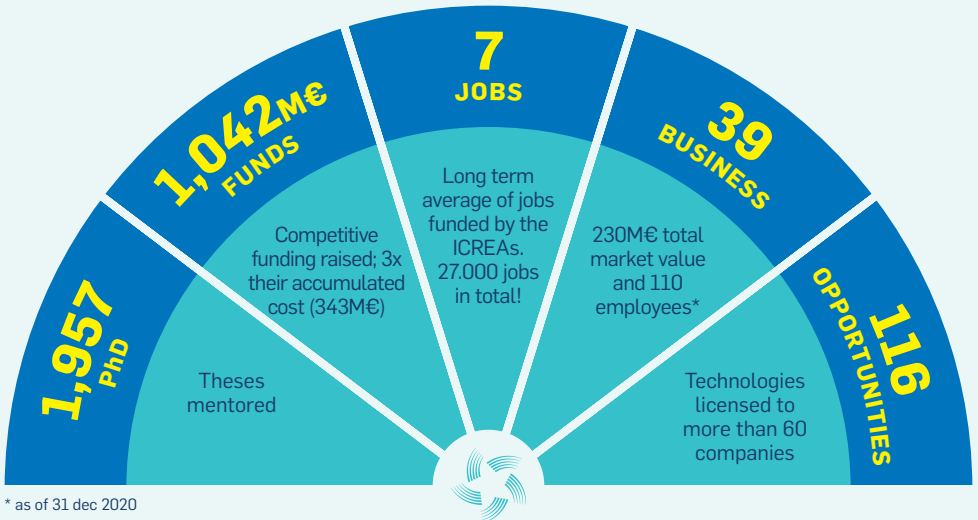 1,957
PhD
Theses
mentored
1,042M€
FUNDS
Competitive
funding raised; 3x
their accumulated
cost (343M€)
7
JOBS
Long term
average of jobs
funded by the
ICREAs.
27.000 jobs
in total!
39
BUSINESS
230M€ total
market value
and 110
employees*
116
OPPORTUNITIES
Technologies
licensed to
more than 60
companies
* as of 31 dec 2020